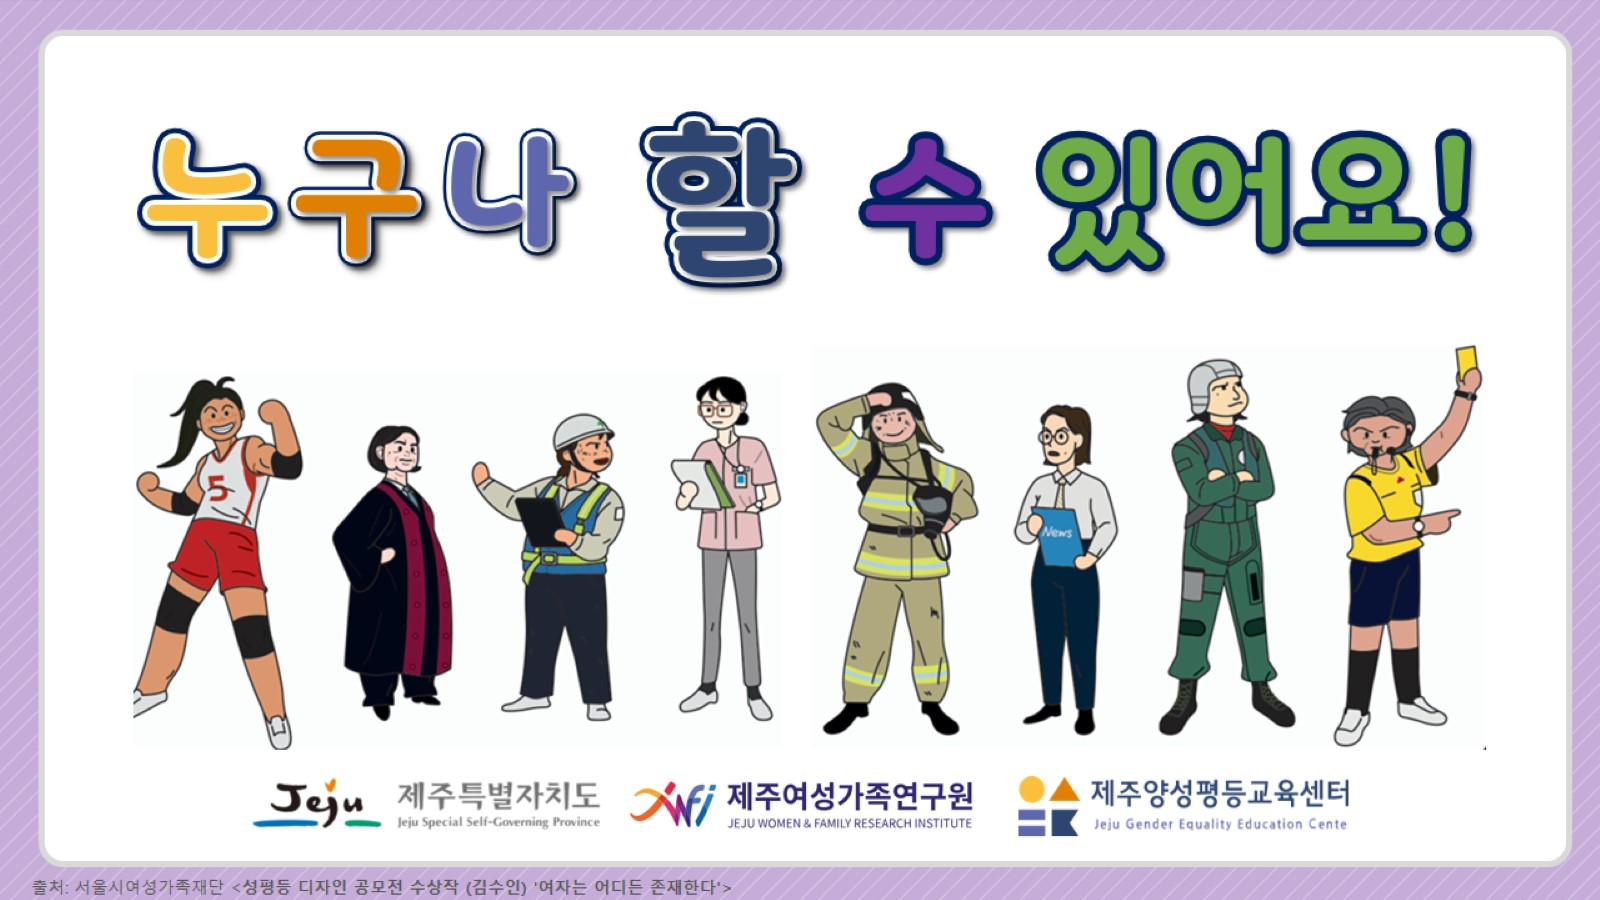 누구나 할 수 있어요!
5
News
Jeju 제주특별자치도
Jeju Special Self-Governing Province
JWFI 제주여성가족연구원
JEJU WOMEN & FAMILY RESEARCH INSTITUTE
제주양성평등교육센터
Jeju Gender Equality Education Cente
출처: 서울시여성가족재단 <성평등 디자인 공모전 수상작 (김수인) '여자는 어디든 존재한다'>